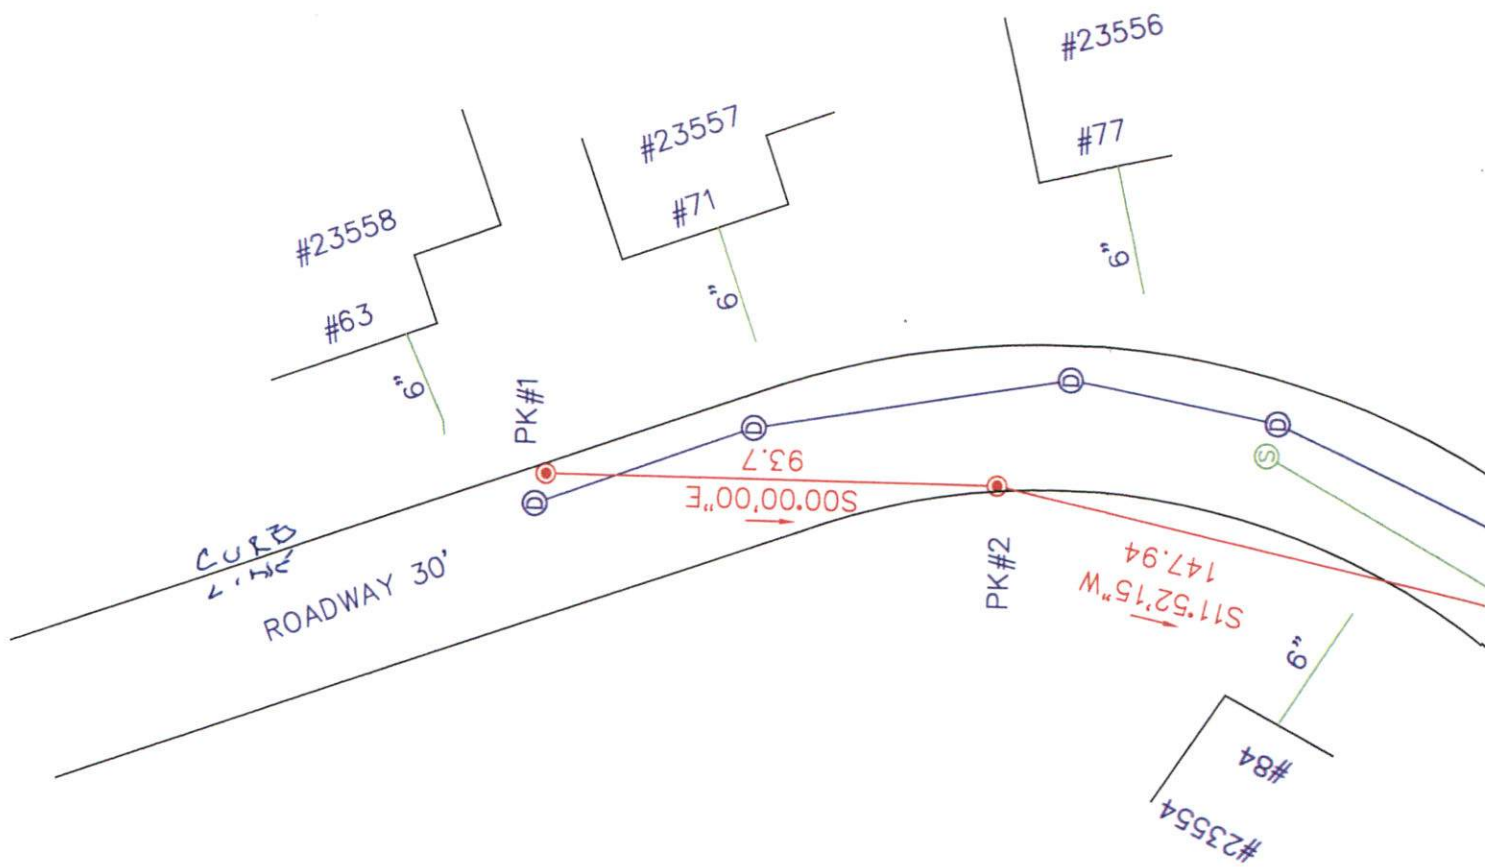 #23556
#77
6"
#23557
#71
6"
#23558
#63
6"
PK#1
D
D
D
D
S
93.7
S00°00'00"E
CURB
LINE
ROADWAY 30'
PK#2
147.94
S11°52'15"W
6"
#84
#23554